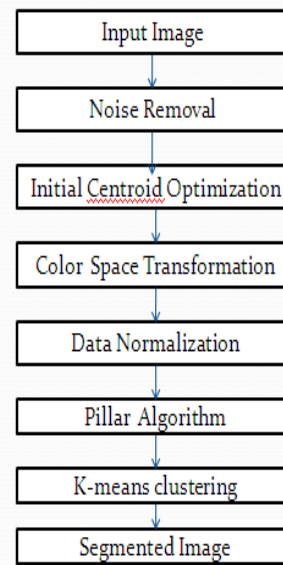 Input Image
Noise Removal
Initial Centroid Optimization
Color Space Transformation
Data Normalization
Pillar Algorithm
K-means clustering
Segmented Image